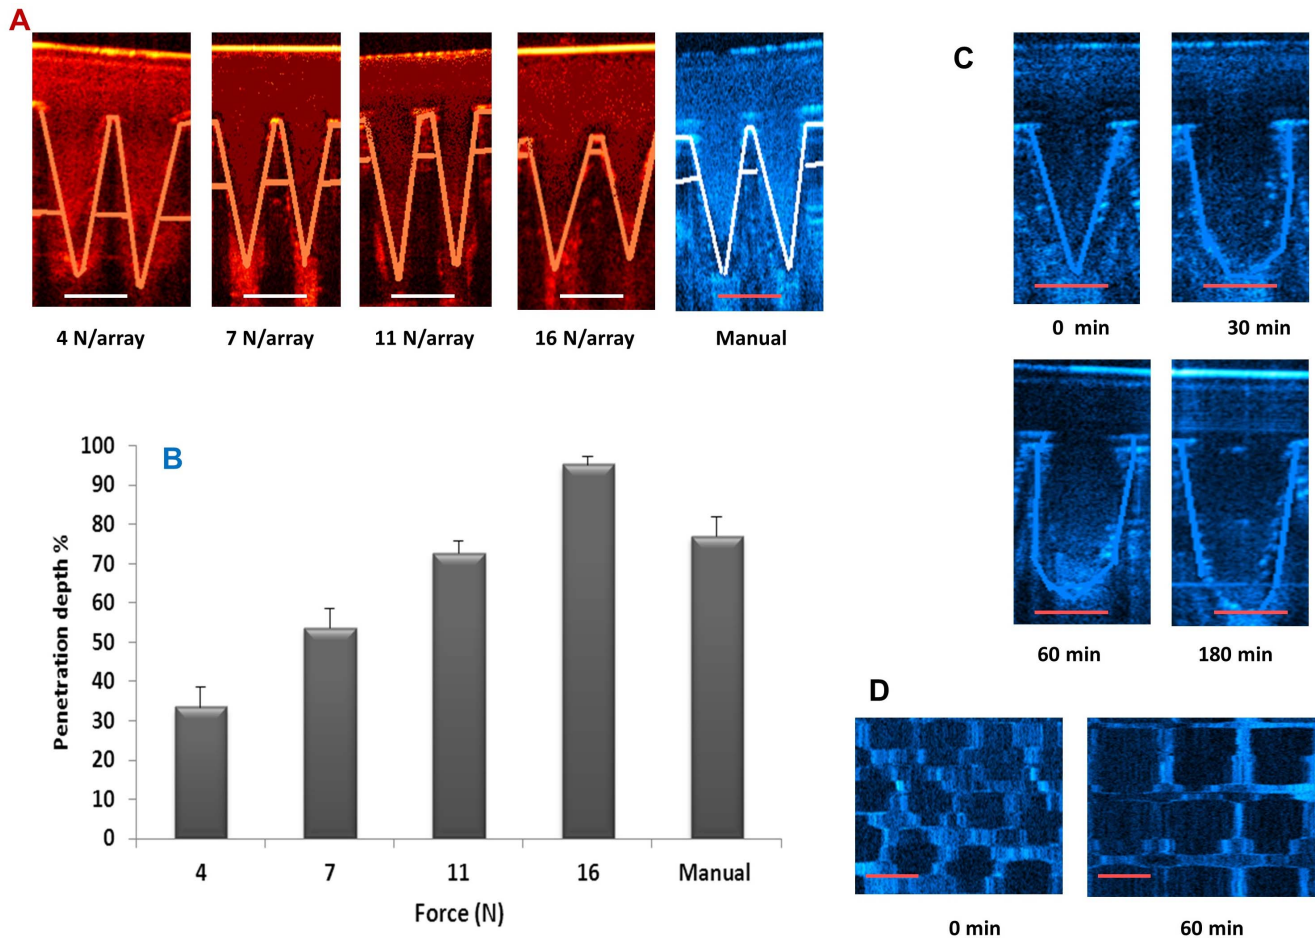 A
4 N/array
7 N/array
11 N/array
16 N/array
Manual
B
Penetration depth %
100
90
80
70
60
50
40
30
20
10
0
4
7
11
16
Manual
Force (N)
C
0 min
30 min
60 min
180 min
D
0 min
60 min